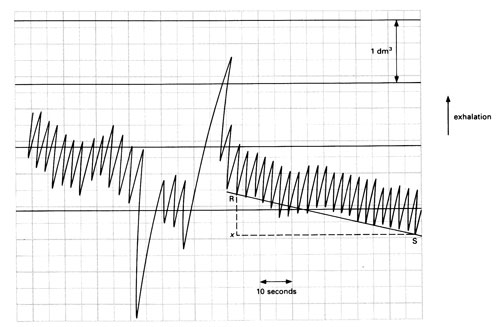 1 dm³
exhalation
R
x
S
10 seconds